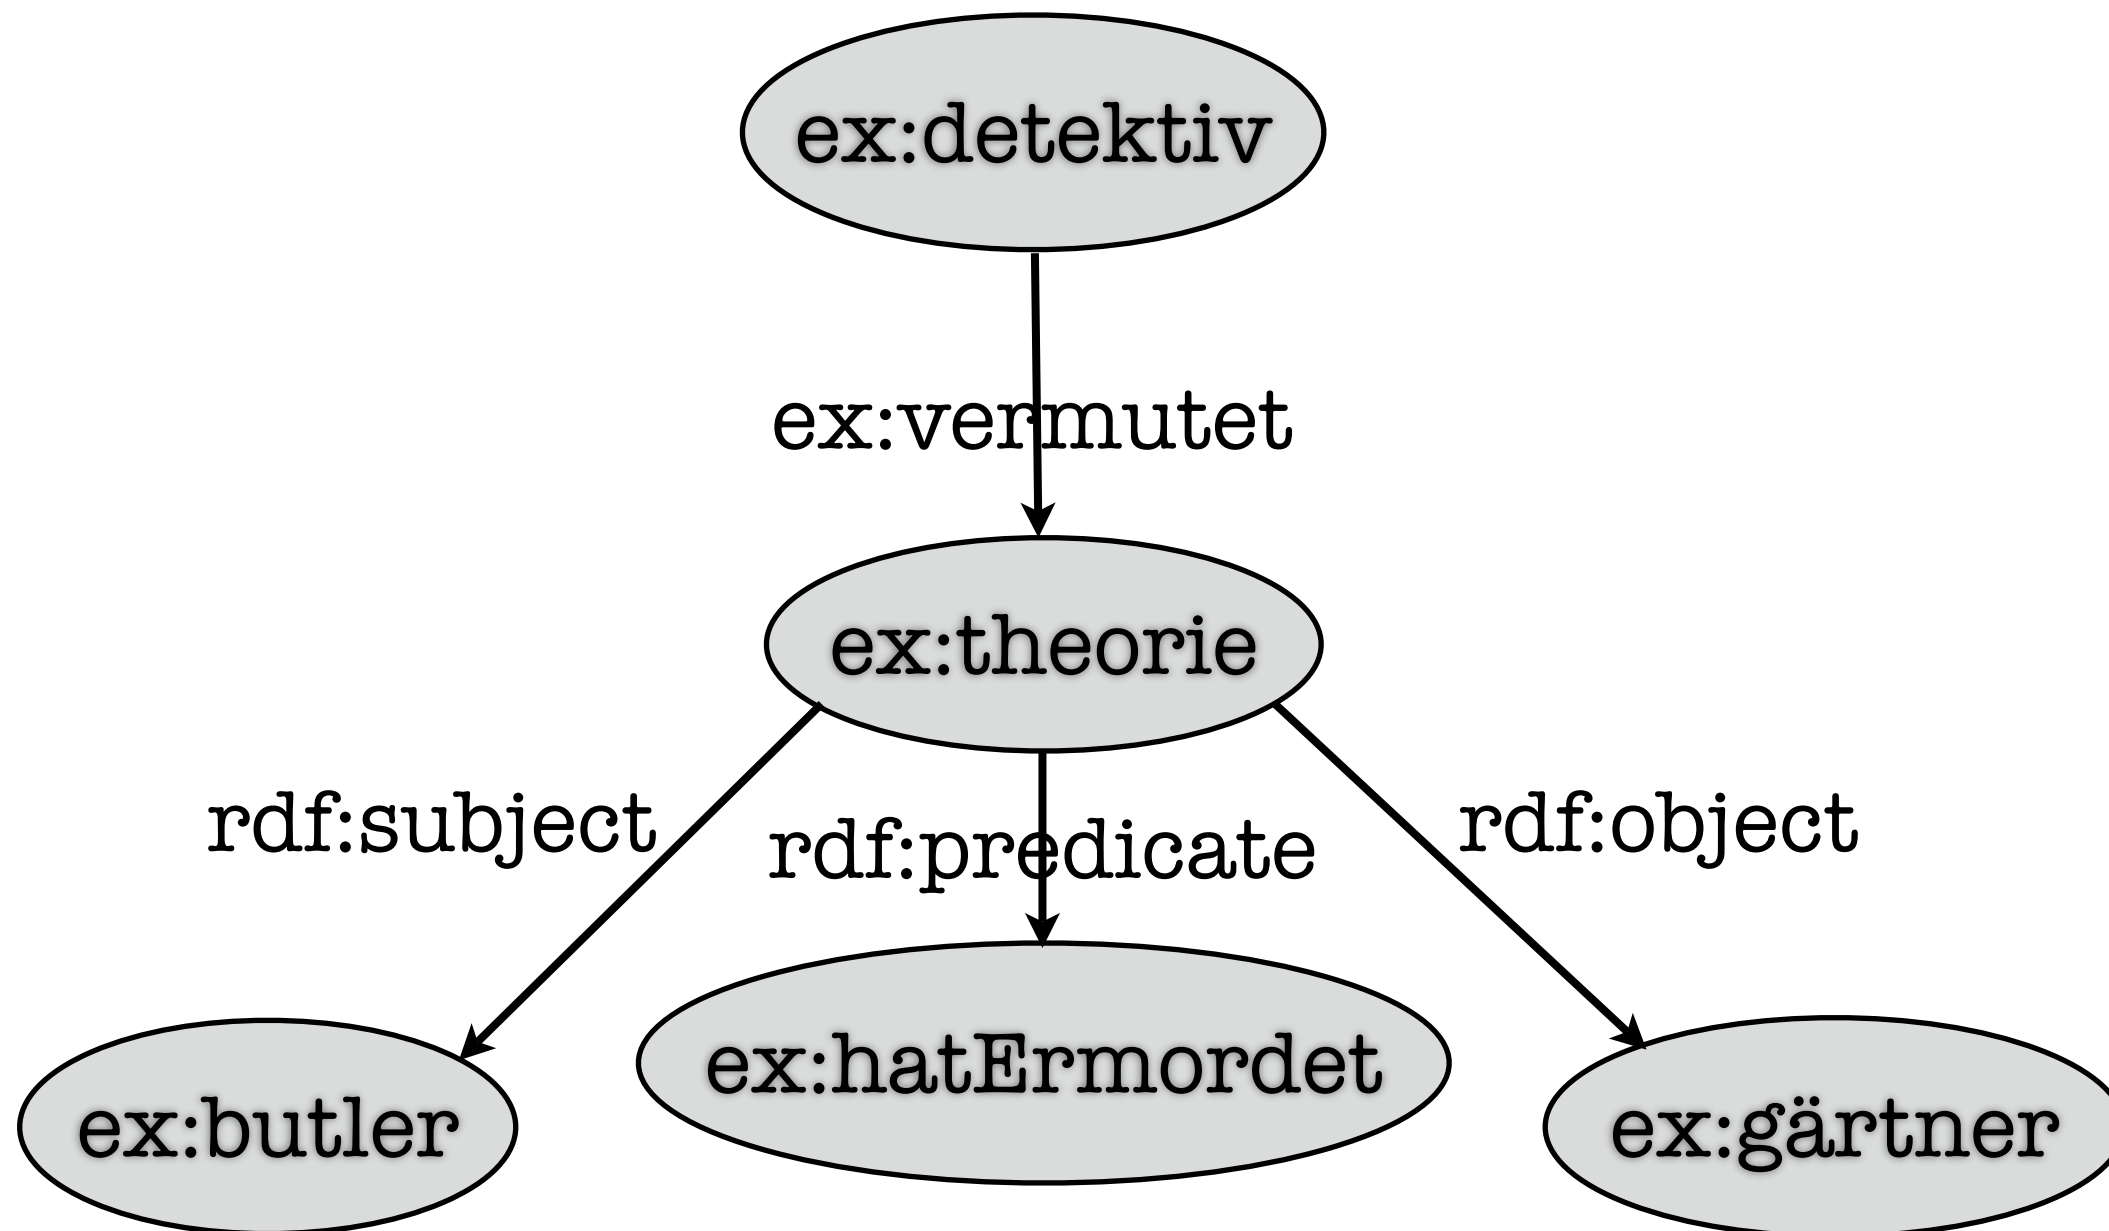 ex:detektiv
ex:vermutet
ex:theorie
rdf:subject
rdf:predicate
rdf:object
ex:butler
ex:hatErmordet
ex:gärtner